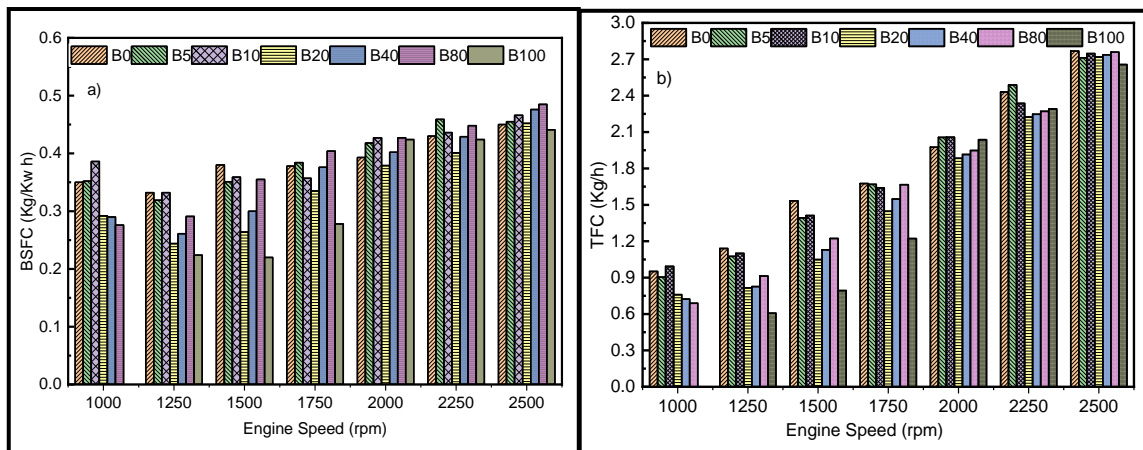 0.6
0.5
0.4
0.3
0.2
0.1
0.0
BSFC (Kg/Kw h)
B0 B5 B10 B20 B40 B80 B100
a)
1000 1250 1500 1750 2000 2250 2500
Engine Speed (rpm)
3.0
2.7
2.4
2.1
1.8
1.5
1.2
0.9
0.6
0.3
0.0
TFC (Kg/h)
B0 B5 B10 B20 B40 B80 B100
b)
1000 1250 1500 1750 2000 2250 2500
Engine Speed (rpm)